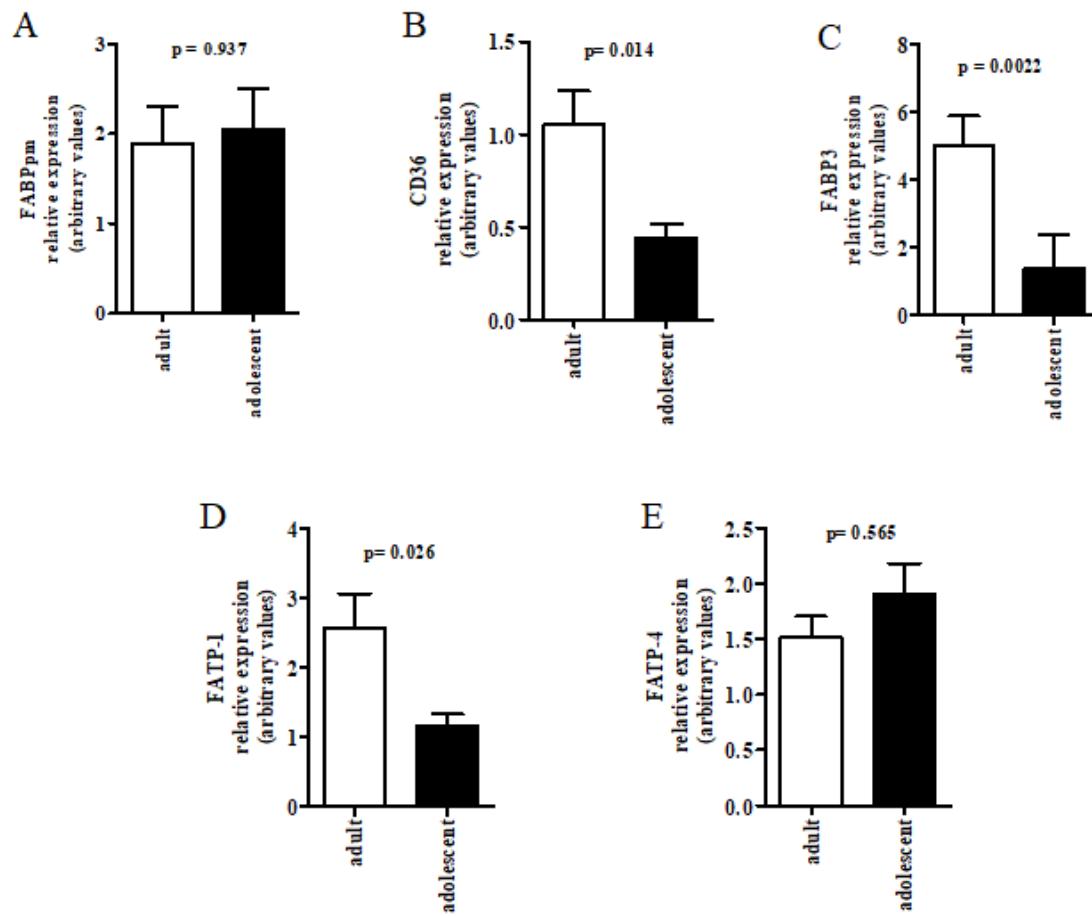 A
FABPpm
relative expression
(arbitrary values)
3
2
1
0
p = 0.937
adult
adolescent
B
CD36
relative expression
(arbitrary values)
1.5
1.0
0.5
0.0
p= 0.014
adult
adolescent
C
FABP3
relative expression
(arbitrary values)
8
6
4
2
0
p = 0.0022
adult
adolescent
D
FATP-1
relative expression
(arbitrary values)
4
3
2
1
0
p= 0.026
adult
adolescent
E
FATP-4
relative expression
(arbitrary values)
2.5
2.0
1.5
1.0
0.5
0.0
p= 0.565
adult
adolescent